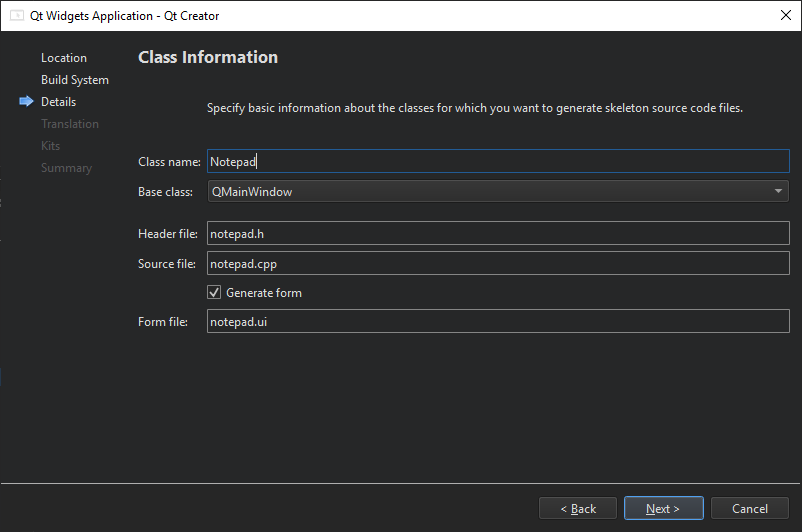 Qt Widgets Application - Qt Creator
Location
Build System
Details
Translation
Kits
Summary
Class Information
Specify basic information about the classes for which you want to generate skeleton source code files.
Class name: Notepad
Base class: QMainWindow
Header file: notepad.h
Source file: notepad.cpp
Generate form
Form file: notepad.ui
< Back Next > Cancel